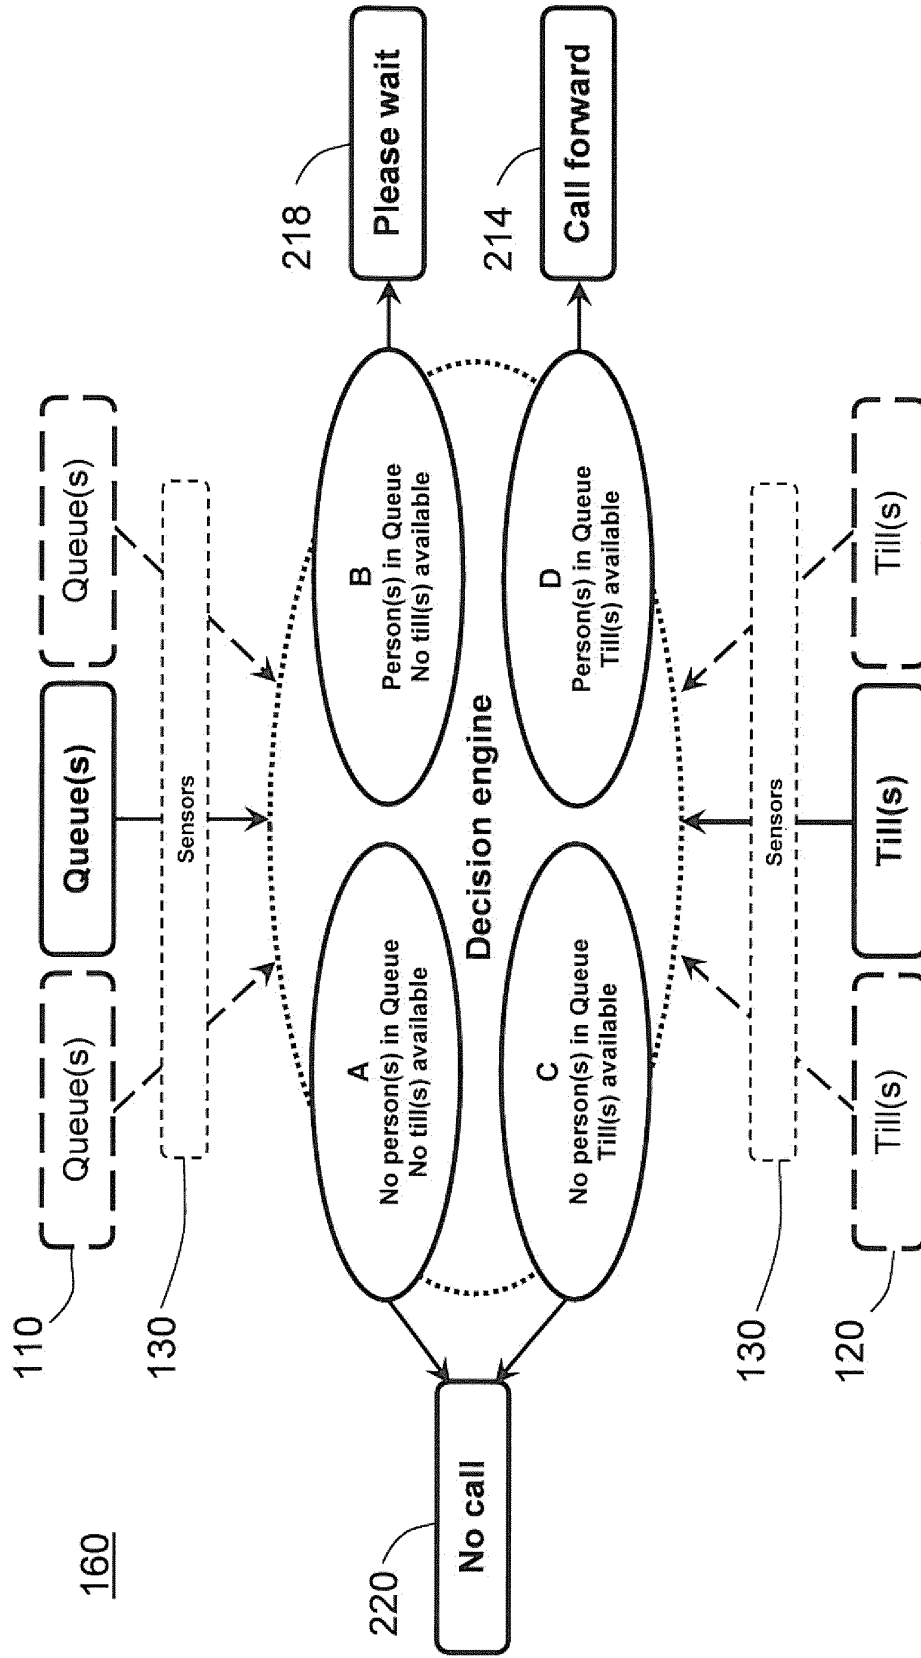 160
110
Queue(s)
Queue(s)
Queue(s)
130
Sensors
218
Please wait
A
No person(s) in Queue
No till(s) available
B
Person(s) in Queue
No till(s) available
220
No call
Decision engine
214
Call forward
C
No person(s) in Queue
Till(s) available
D
Person(s) in Queue
Till(s) available
130
Sensors
120
Till(s)
Till(s)
Till(s)